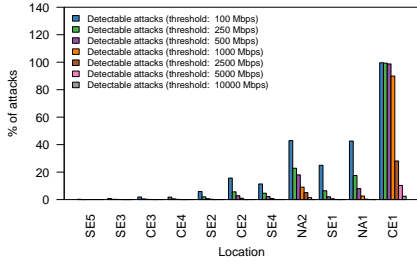 140
120
100
80
60
40
20
0
% of attacks
Detectable attacks (threshold: 100 Mbps)
Detectable attacks (threshold: 250 Mbps)
Detectable attacks (threshold: 500 Mbps)
Detectable attacks (threshold: 1000 Mbps)
Detectable attacks (threshold: 2500 Mbps)
Detectable attacks (threshold: 5000 Mbps)
Detectable attacks (threshold: 10000 Mbps)
SE5 SE3 CE3 CE4 SE2 CE2 SE4 NA2 SE1 NA1 CE1
Location